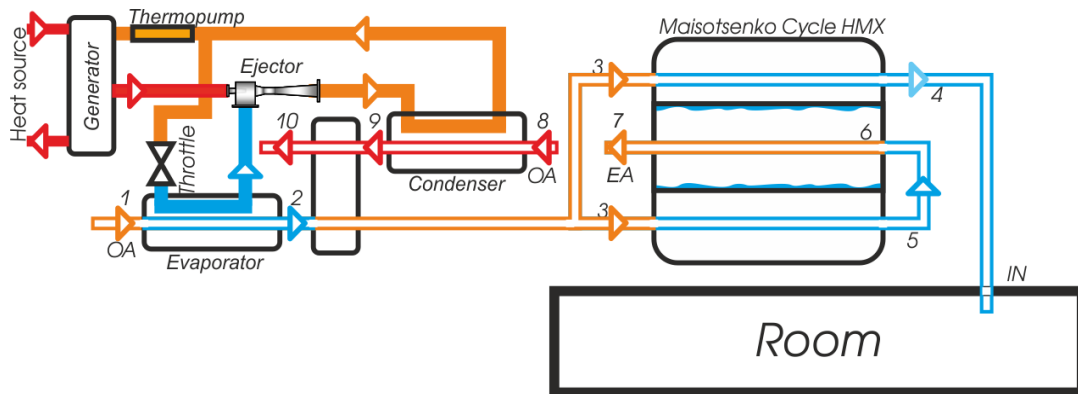 Thermopump
Maisotsenko Cycle HMX
Heat source
Generator
Ejector
3
4
10
9
8
7
6
Throttle
Condenser
OA
EA
1
2
3
OA
Evaporator
5
IN
Room